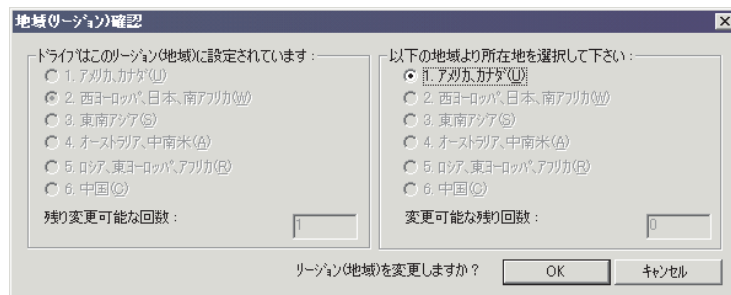 地域(リージョン)確認
ドライブはこのリージョン(地域)に設定されています：
1. アメリカ、カナダ(U)
2. 西ヨーロッパ、日本、南アフリカ(W)
3. 東南アジア(S)
4. オーストラリア、中南米(A)
5. ロシア、東ヨーロッパ、アフリカ(R)
6. 中国(C)
残り変更可能な回数：
1
以下の地域より所在地を選択して下さい：
1. アメリカ、カナダ(U)
2. 西ヨーロッパ、日本、南アフリカ(W)
3. 東南アジア(S)
4. オーストラリア、中南米(A)
5. ロシア、東ヨーロッパ、アフリカ(R)
6. 中国(C)
変更可能な残り回数：
0
リージョン(地域)を変更しますか？
OK
キャンセル